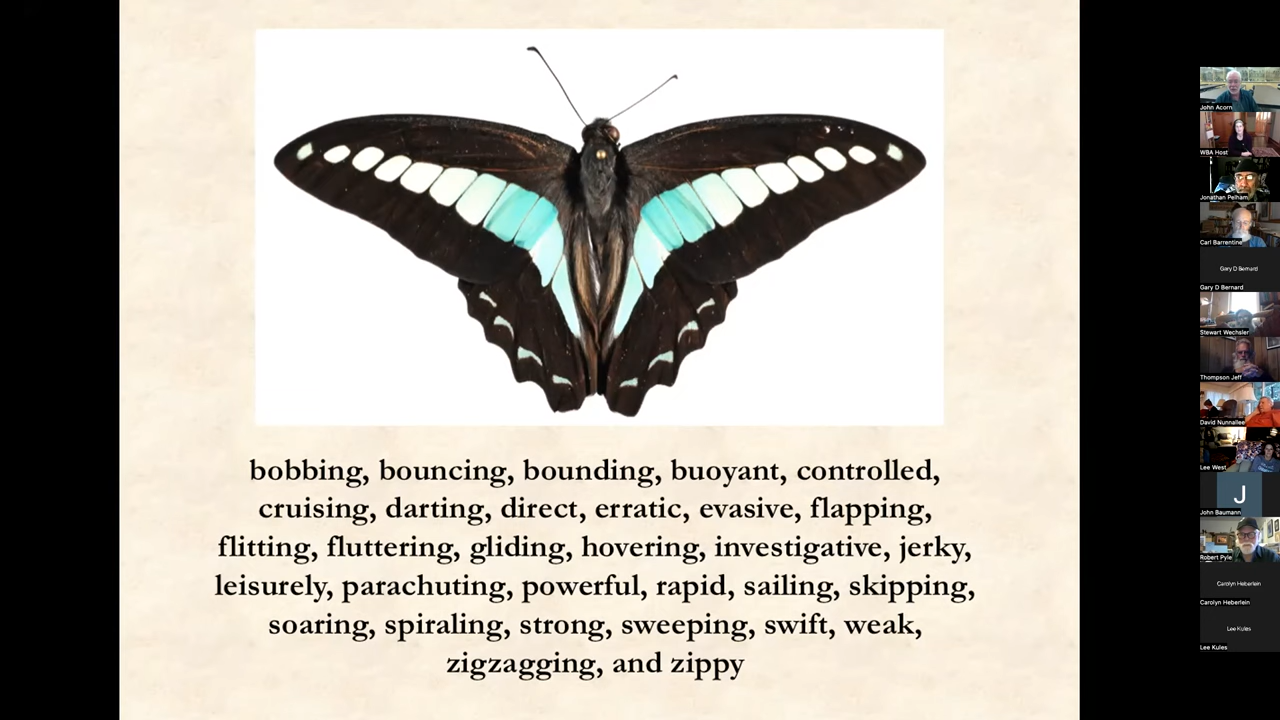 bobbing, bouncing, bounding, buoyant, controlled,
cruising, darting, direct, erratic, evasive, flapping,
flitting, fluttering, gliding, hovering, investigative, jerky,
leisurely, parachuting, powerful, rapid, sailing, skipping,
soaring, spiraling, strong, sweeping, swift, weak,
zigzagging, and zippy
John Acorn
WBA Host
Jonathan Pelham
Carl Barrentine
Gary D Bernard
Gary D Bernard
Stewart Wechsler
Thompson Jeff
David Nunnallee
Lee West
J
John Baumann
Robert Pyle
Carolyn Heberlein
Carolyn Heberlein
Lee Kules
Lee Kules